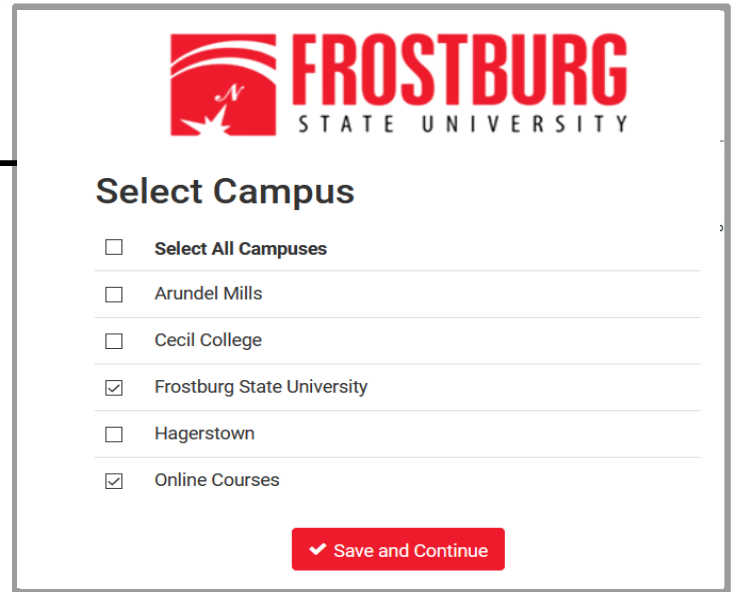 N
FROSTBURG
STATE UNIVERSITY
Select Campus
Select All Campuses
Arundel Mills
Cecil College
Frostburg State University
Hagerstown
Online Courses
Save and Continue